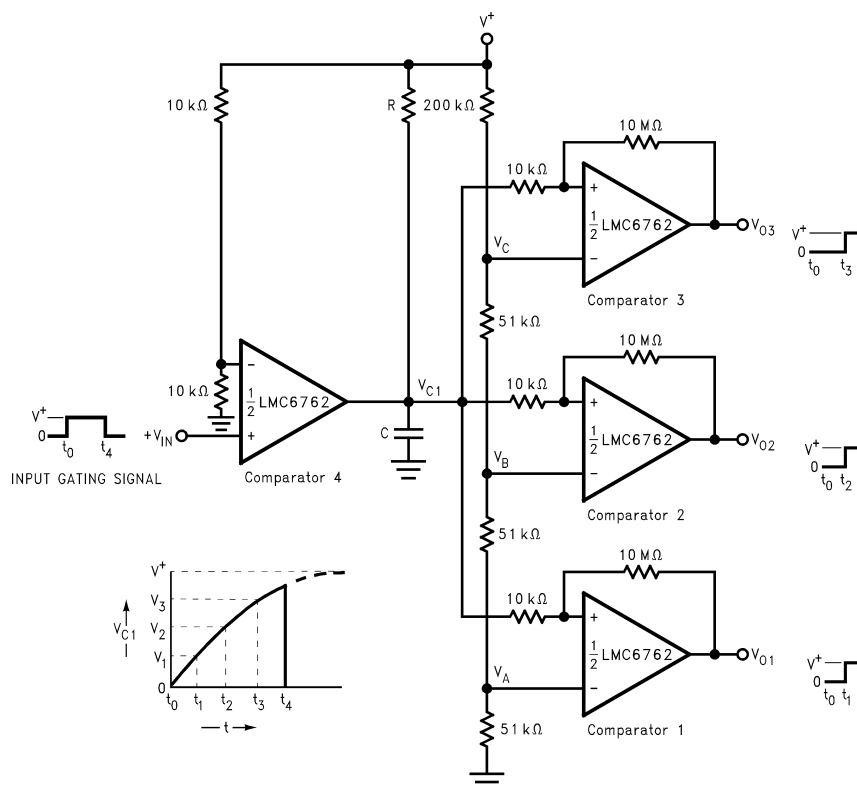 V+
10 kΩ
R
200 kΩ
10 MΩ
10 kΩ
+
1/2 LMC6762
−
VO3
V+
0
t0
t3
VC
Comparator 3
51 kΩ
10 MΩ
10 kΩ
+
1/2 LMC6762
−
VO2
V+
0
t0 t2
VB
Comparator 2
10 kΩ
−
1/2 LMC6762
+
VC1
C
V+
0
t0
t4
+VIN
INPUT GATING SIGNAL
Comparator 4
51 kΩ
10 MΩ
10 kΩ
+
1/2 LMC6762
−
VO1
V+
0
t0 t1
VA
Comparator 1
51 kΩ
V+
V3
V2
V1
0
VC1
t0 t1 t2 t3 t4
t